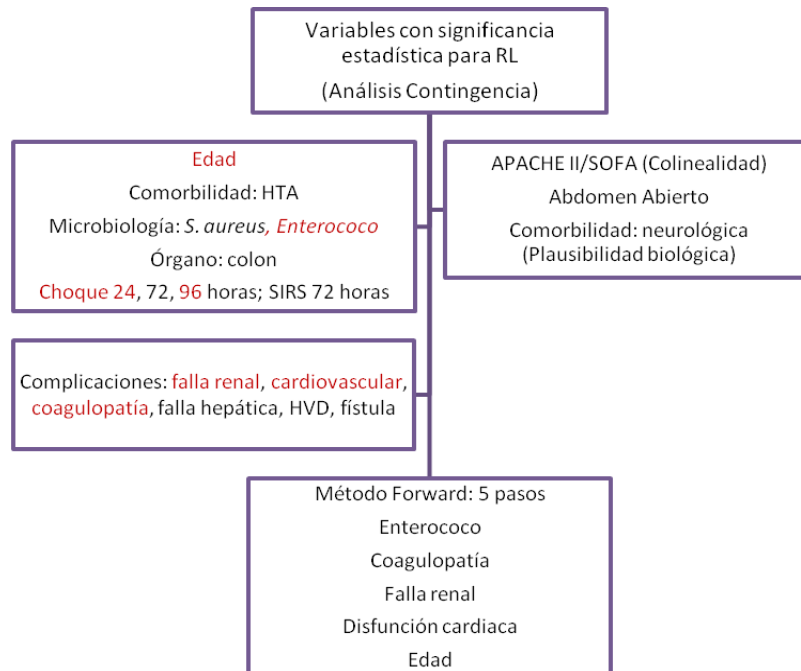 Variables con significancia
estadística para RL
(Análisis Contingencia)
Edad
Comorbilidad: HTA
Microbiología: S. aureus, Enterococo
Órgano: colon
Choque 24, 72, 96 horas; SIRS 72 horas
APACHE II/SOFA (Colinealidad)
Abdomen Abierto
Comorbilidad: neurológica
(Plausibilidad biológica)
Complicaciones: falla renal, cardiovascular,
coagulopatía, falla hepática, HVD, fístula
Método Forward: 5 pasos
Enterococo
Coagulopatía
Falla renal
Disfunción cardiaca
Edad